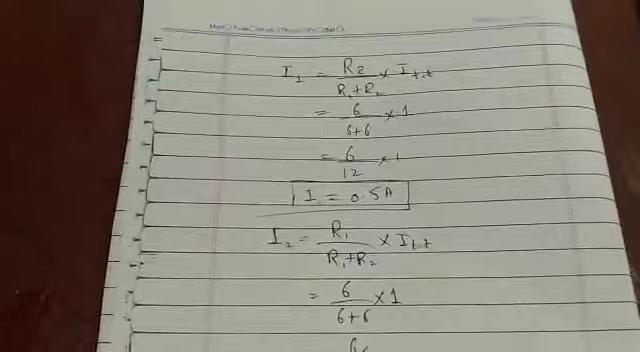 I₁ = R₂ / R₁+R₂ × Itot
= 6 / 6+6 × 1
= 6 / 12 × 1
I = 0.5A
I₂ = R₁ / R₁+R₂ × Itot
= 6 / 6+6 × 1
6